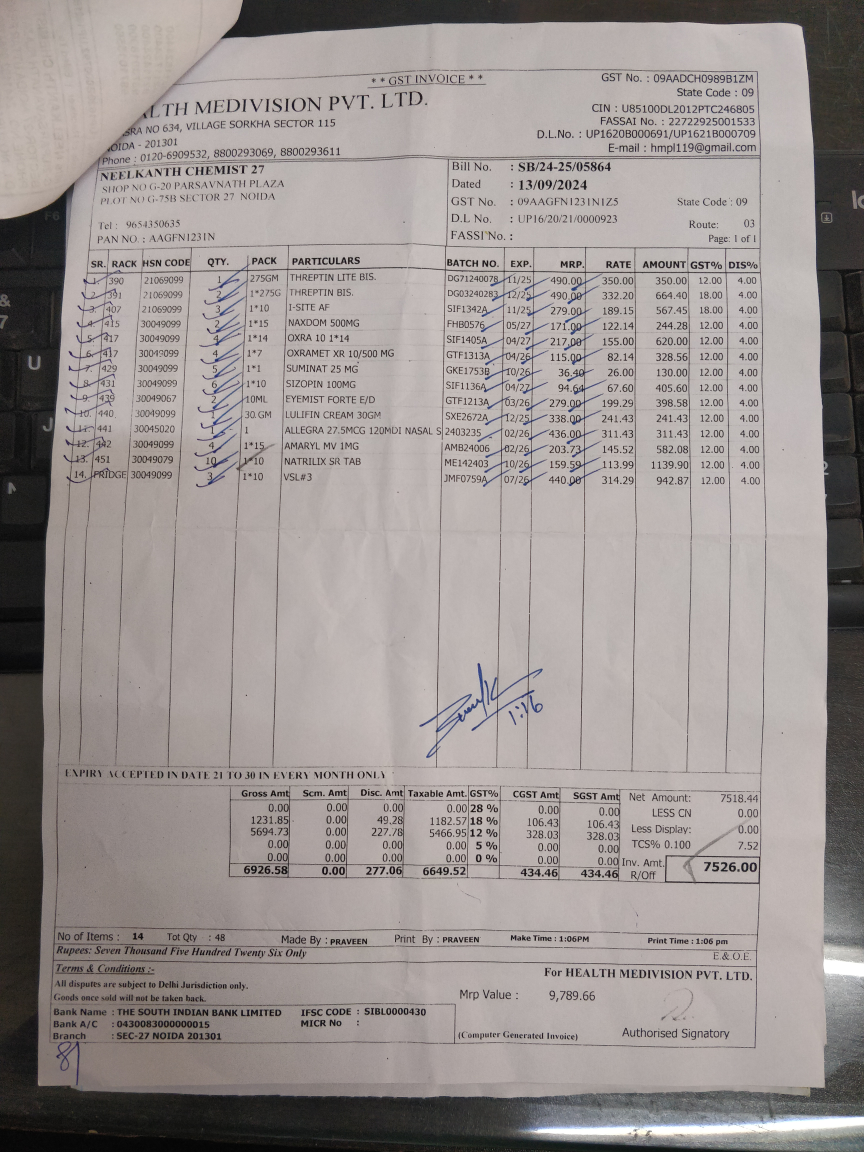 * * GST INVOICE * *
GST No. : 09AADCH0989B1ZM
State Code : 09
CIN : U85100DL2012PTC246805
FASSAI No. : 22722925001533
D.L.No. : UP1620B000691/UP1621B000709
E-mail : hmpl119@gmail.com
ALTH MEDIVISION PVT. LTD.
SRA NO 634, VILLAGE SORKHA SECTOR 115
NOIDA - 201301
Phone : 0120-6909532, 8800293069, 8800293611
NEELKANTH CHEMIST 27
SHOP NO G-20 PARSAVNATH PLAZA
PLOT NO G-75B SECTOR 27 NOIDA
Tel : 9654350635
PAN NO. : AAGFN1231N
Bill No. : SB/24-25/05864
Dated : 13/09/2024
GST No. : 09AAGFN1231N1Z5 State Code : 09
D.L No. : UP16/20/21/0000923
Route: 03
FASSI No. : Page: 1 of 1
SR. RACK HSN CODE QTY. PACK PARTICULARS BATCH NO. EXP. MRP. RATE AMOUNT GST% DIS%
1. 390 21069099 1 275GM THREPTIN LITE BIS. DG71240078 11/25 490.00 350.00 350.00 12.00 4.00
2. 391 21069099 2 1*275G THREPTIN BIS. DG03240283 12/25 490.00 332.20 664.40 18.00 4.00
3. 407 21069099 3 1*10 I-SITE AF SIF1342A 11/25 279.00 189.15 567.45 18.00 4.00
4. 415 30049099 2 1*15 NAXDOM 500MG FHB0576 05/27 171.00 122.14 244.28 12.00 4.00
5. 417 30049099 4 1*14 OXRA 10 1*14 SIF1405A 04/27 217.00 155.00 620.00 12.00 4.00
6. 417 30049099 4 1*7 OXRAMET XR 10/500 MG GTF1313A 04/26 115.00 82.14 328.56 12.00 4.00
7. 429 30049099 5 1*1 SUMINAT 25 MG GKE1753B 10/26 36.40 26.00 130.00 12.00 4.00
8. 431 30049099 6 1*10 SIZOPIN 100MG SIF1136A 04/27 94.64 67.60 405.60 12.00 4.00
9. 439 30049067 2 10ML EYEMIST FORTE E/D GTF1213A 03/26 279.00 199.29 398.58 12.00 4.00
10. 440 30049099 1 30.GM LULIFIN CREAM 30GM SXE2672A 12/25 338.00 241.43 241.43 12.00 4.00
11. 441 30045020 1 1 ALLEGRA 27.5MCG 120MDI NASAL S 2403235 02/26 436.00 311.43 311.43 12.00 4.00
12. 442 30049099 4 1*15 AMARYL MV 1MG AMB24006 02/26 203.73 145.52 582.08 12.00 4.00
13. 451 30049079 10 1*10 NATRILIX SR TAB ME142403 10/26 159.59 113.99 1139.90 12.00 4.00
14. FRIDGE 30049099 3 1*10 VSL#3 JMF0759A 07/26 440.00 314.29 942.87 12.00 4.00
1:16
EXPIRY ACCEPTED IN DATE 21 TO 30 IN EVERY MONTH ONLY
Gross Amt Scm. Amt Disc. Amt Taxable Amt. GST% CGST Amt SGST Amt
0.00 0.00 0.00 0.00 28 % 0.00 0.00
1231.85 0.00 49.28 1182.57 18 % 106.43 106.43
5694.73 0.00 227.78 5466.95 12 % 328.03 328.03
0.00 0.00 0.00 0.00 5 % 0.00 0.00
0.00 0.00 0.00 0.00 0 % 0.00 0.00
6926.58 0.00 277.06 6649.52 434.46 434.46
Net Amount: 7518.44
LESS CN 0.00
Less Display: 0.00
TCS% 0.100 7.52
Inv. Amt. 7526.00
R/Off
No of Items : 14 Tot Qty : 48 Made By : PRAVEEN Print By : PRAVEEN Make Time : 1:06PM Print Time : 1:06 pm
Rupees: Seven Thousand Five Hundred Twenty Six Only E.& O.E.
Terms & Conditions :-
All disputes are subject to Delhi Jurisdiction only.
Goods once sold will not be taken back.
For HEALTH MEDIVISION PVT. LTD.
Mrp Value : 9,789.66
Bank Name : THE SOUTH INDIAN BANK LIMITED IFSC CODE : SIBL0000430
Bank A/C : 0430083000000015 MICR No :
Branch : SEC-27 NOIDA 201301
(Computer Generated Invoice) Authorised Signatory
81